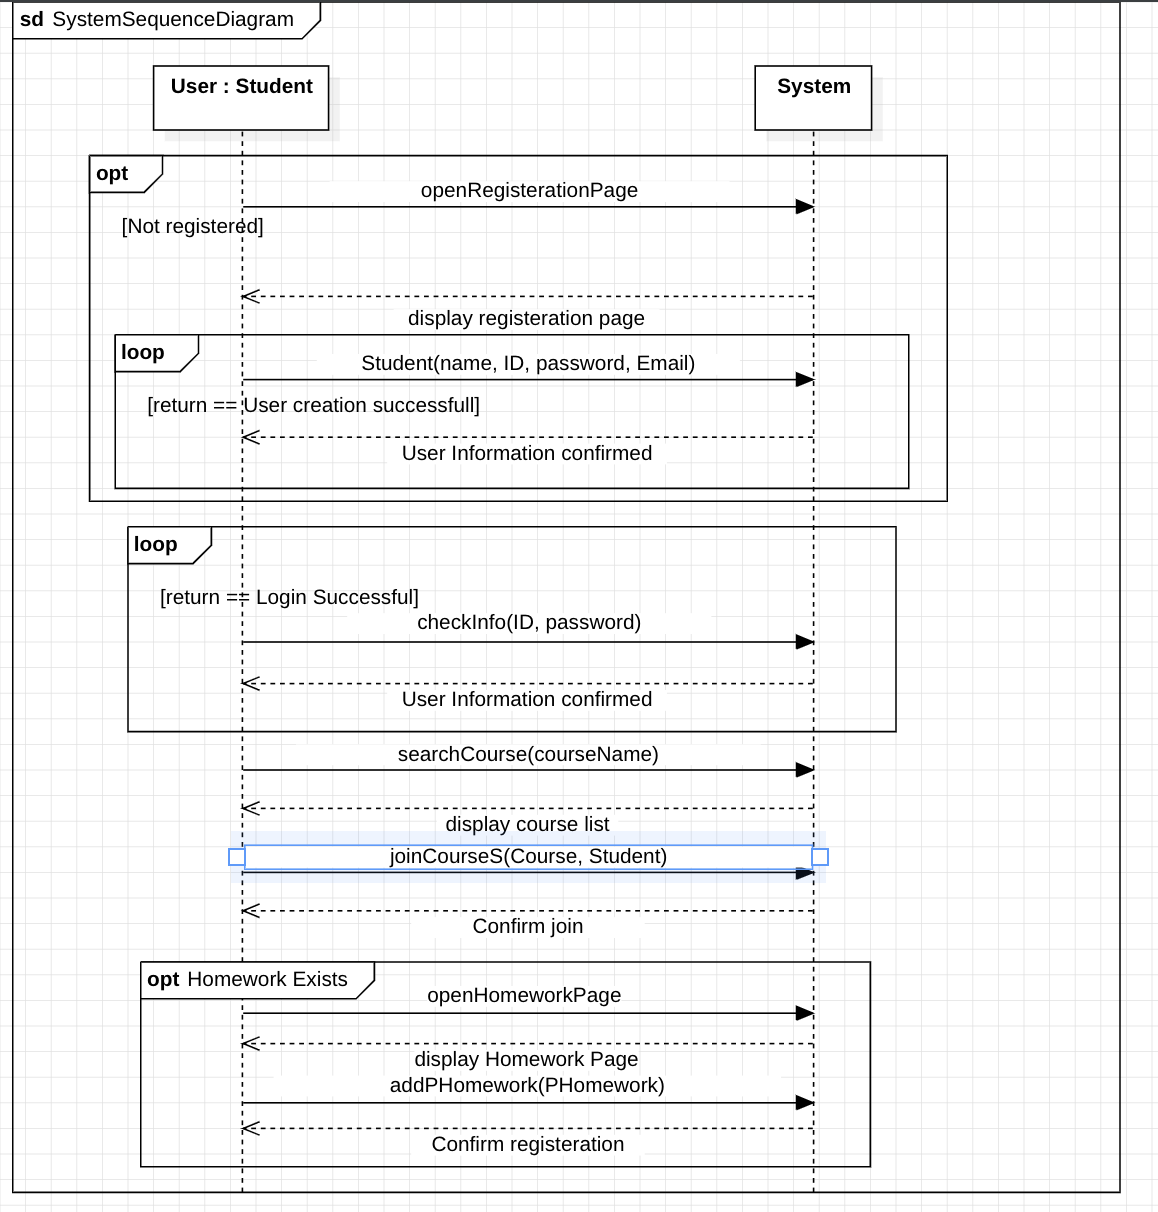 sd SystemSequenceDiagram
User : Student
System
opt
openRegisterationPage
[Not registered]
display registeration page
loop
Student(name, ID, password, Email)
[return == User creation successfull]
User Information confirmed
loop
[return == Login Successful]
checkInfo(ID, password)
User Information confirmed
searchCourse(courseName)
display course list
joinCourseS(Course, Student)
Confirm join
opt Homework Exists
openHomeworkPage
display Homework Page
addPHomework(PHomework)
Confirm registeration